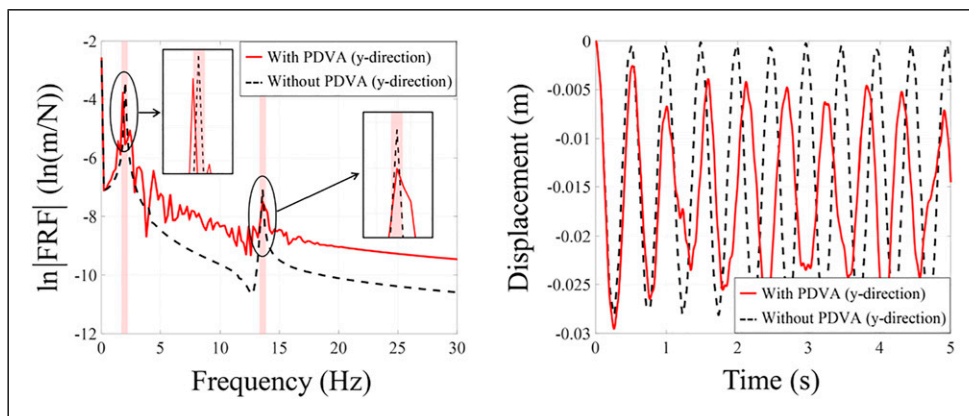 ln|FRF| (ln(m/N))
-2
-4
-6
-8
-10
-12
With PDVA (y-direction)
Without PDVA (y-direction)
0 5 10 15 20 25 30
Frequency (Hz)
Displacement (m)
0
-0.005
-0.01
-0.015
-0.02
-0.025
-0.03
With PDVA (y-direction)
Without PDVA (y-direction)
0 1 2 3 4 5
Time (s)